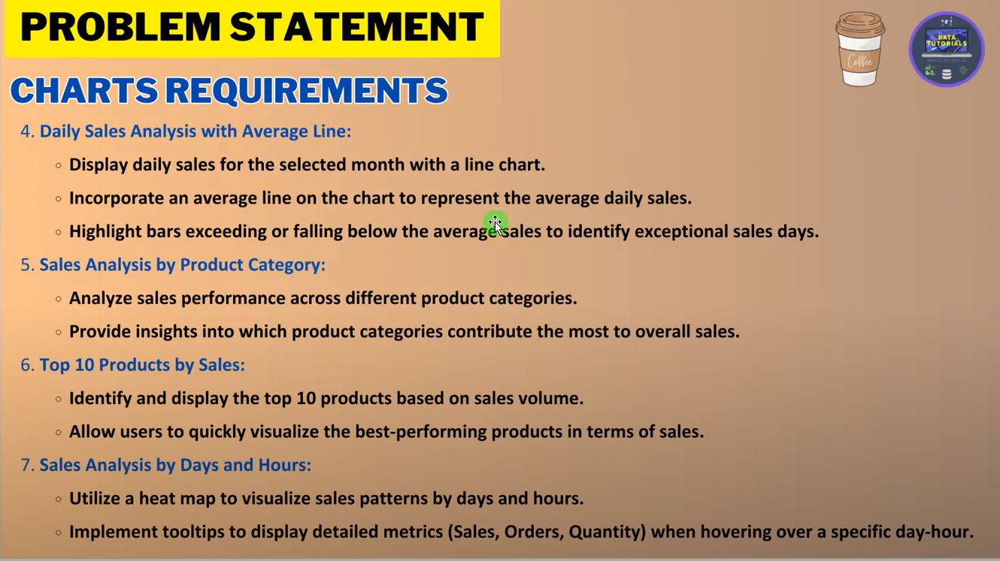 PROBLEM STATEMENT
Coffee
DATA
TUTORIALS
CHARTS REQUIREMENTS
4. Daily Sales Analysis with Average Line:
○ Display daily sales for the selected month with a line chart.
○ Incorporate an average line on the chart to represent the average daily sales.
○ Highlight bars exceeding or falling below the average sales to identify exceptional sales days.
5. Sales Analysis by Product Category:
○ Analyze sales performance across different product categories.
○ Provide insights into which product categories contribute the most to overall sales.
6. Top 10 Products by Sales:
○ Identify and display the top 10 products based on sales volume.
○ Allow users to quickly visualize the best-performing products in terms of sales.
7. Sales Analysis by Days and Hours:
○ Utilize a heat map to visualize sales patterns by days and hours.
○ Implement tooltips to display detailed metrics (Sales, Orders, Quantity) when hovering over a specific day-hour.